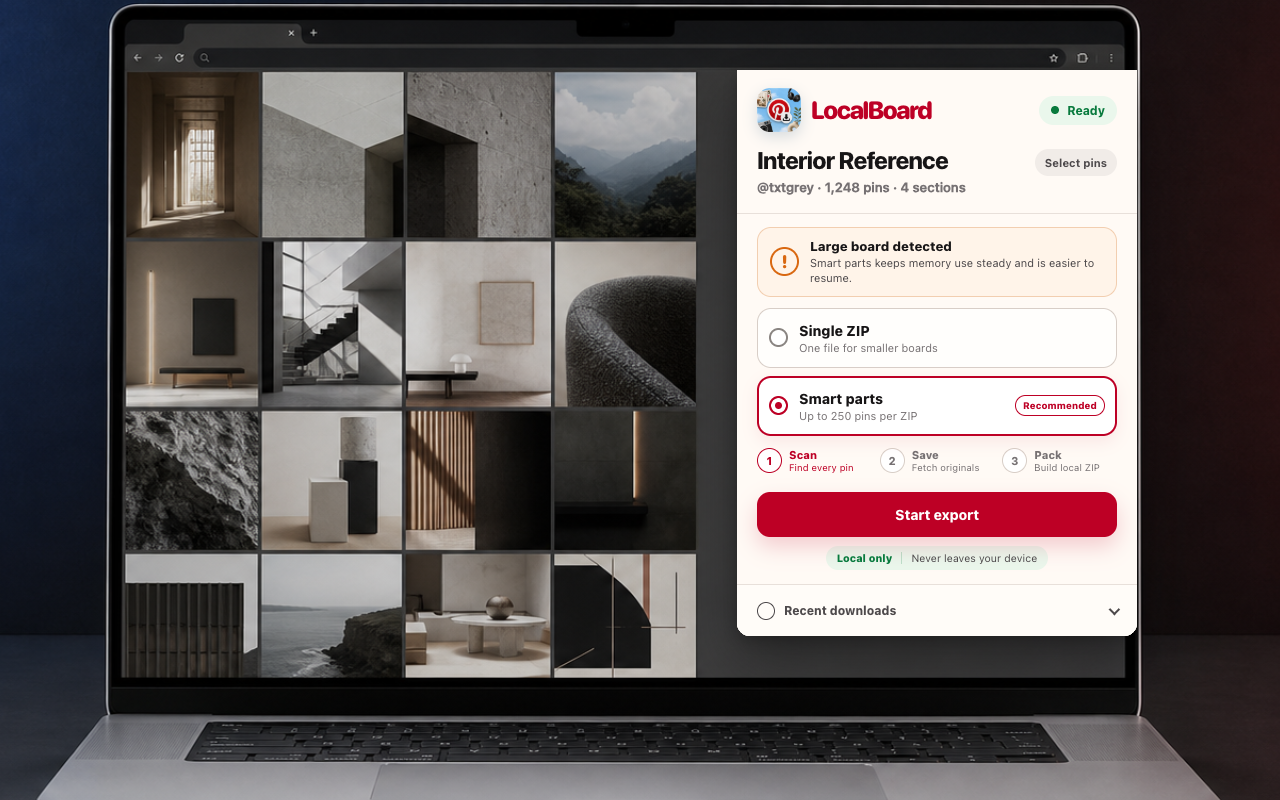 LocalBoard
Ready
Interior Reference
Select pins
@txtgrey · 1,248 pins · 4 sections
Large board detected
Smart parts keeps memory use steady and is easier to
resume.
Single ZIP
One file for smaller boards
Smart parts
Up to 250 pins per ZIP
Recommended
1 Scan
Find every pin
2 Save
Fetch originals
3 Pack
Build local ZIP
Start export
Local only
Never leaves your device
Recent downloads